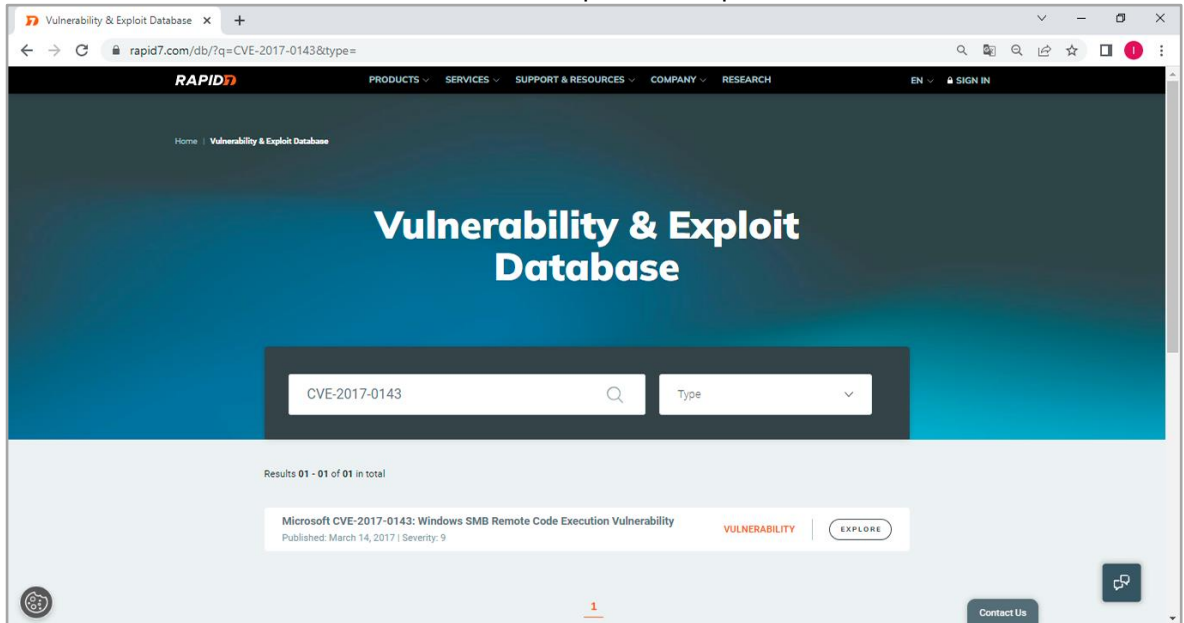 Vulnerability & Exploit Database
rapid7.com/db/?q=CVE-2017-0143&type=
RAPID7
PRODUCTS SERVICES SUPPORT & RESOURCES COMPANY RESEARCH EN SIGN IN
Home | Vulnerability & Exploit Database
Vulnerability & Exploit
Database
CVE-2017-0143 Type
Results 01 - 01 of 01 in total
Microsoft CVE-2017-0143: Windows SMB Remote Code Execution Vulnerability
Published: March 14, 2017 | Severity: 9
VULNERABILITY EXPLORE
1
Contact Us